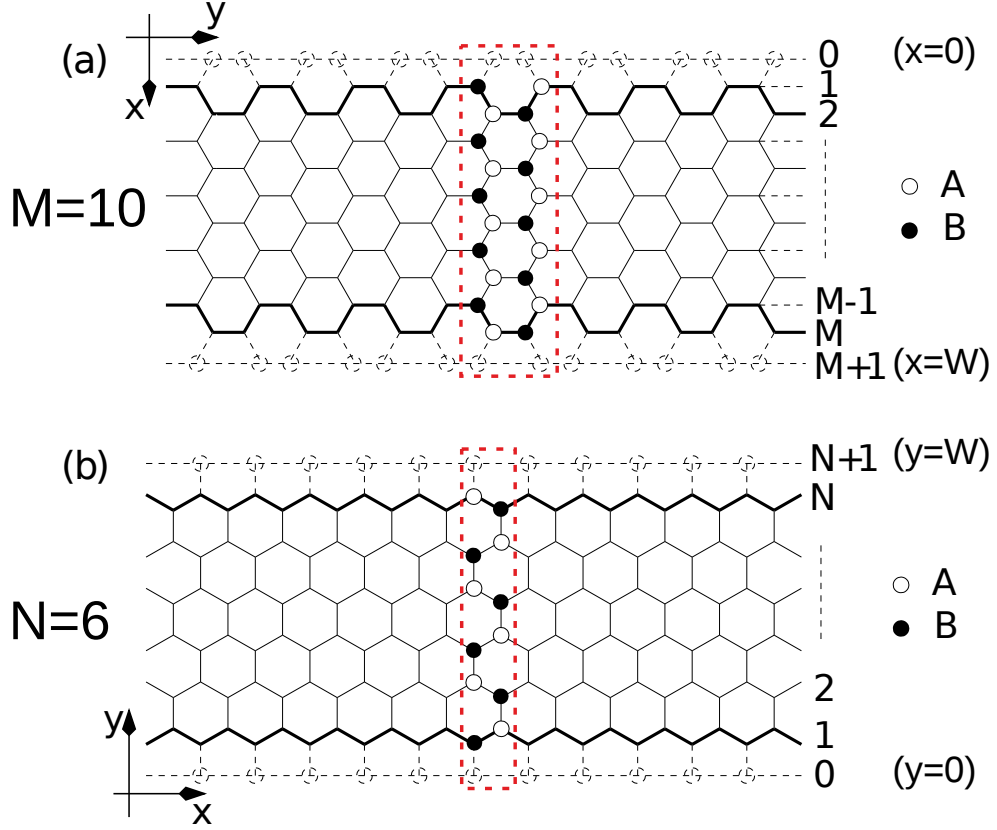 y
(a)
0 (x=0)
1
x
2
M=10
A
B
M-1
M
M+1 (x=W)
(b)
N+1 (y=W)
N
A
N=6
B
2
y
1
0 (y=0)
x